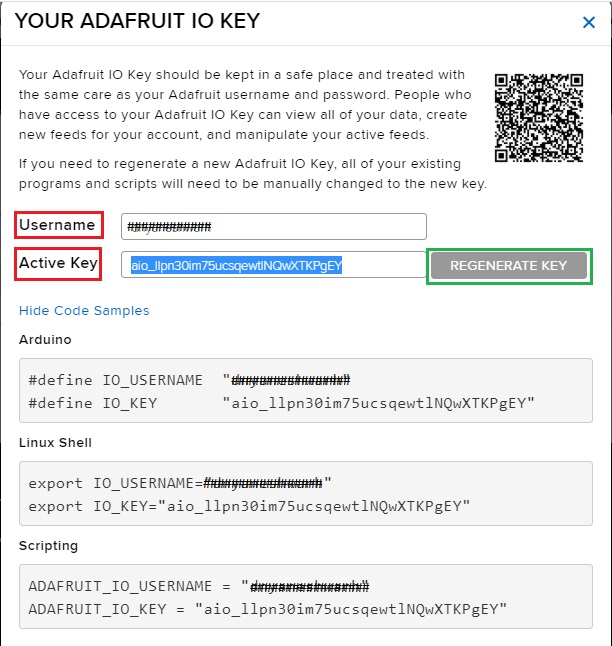 YOUR ADAFRUIT IO KEY
Your Adafruit IO Key should be kept in a safe place and treated with
the same care as your Adafruit username and password. People who
have access to your Adafruit IO Key can view all of your data, create
new feeds for your account, and manipulate your active feeds.
If you need to regenerate a new Adafruit IO Key, all of your existing
programs and scripts will need to be manually changed to the new key.
Username
Active Key aio_llpn30im75ucsqewtlNQwXTKPgEY REGENERATE KEY
Hide Code Samples
Arduino
#define IO_USERNAME "
#define IO_KEY "aio_llpn30im75ucsqewtlNQwXTKPgEY"
Linux Shell
export IO_USERNAME=
export IO_KEY="aio_llpn30im75ucsqewtlNQwXTKPgEY"
Scripting
ADAFRUIT_IO_USERNAME = "
ADAFRUIT_IO_KEY = "aio_llpn30im75ucsqewtlNQwXTKPgEY"